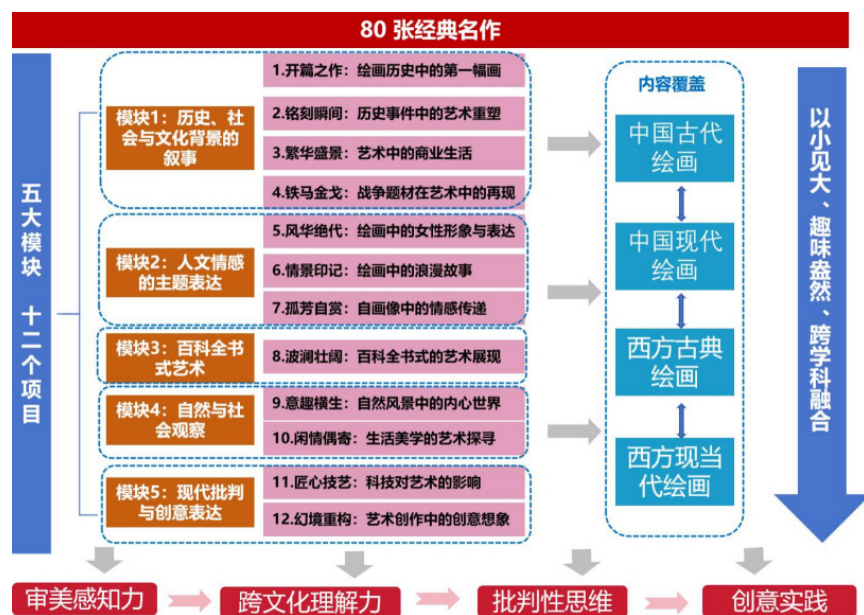 80 张经典名作
五大模块 十二个项目
模块1：历史、社
会与文化背景的
叙事
1.开篇之作：绘画历史中的第一幅画
2.铭刻瞬间：历史事件中的艺术重塑
3.繁华盛景：艺术中的商业生活
4.铁马金戈：战争题材在艺术中的再现
模块2：人文情感
的主题表达
5.风华绝代：绘画中的女性形象与表达
6.情景印记：绘画中的浪漫故事
7.孤芳自赏：自画像中的情感传递
模块3：百科全书
式艺术
8.波澜壮阔：百科全书式的艺术展现
模块4：自然与社
会观察
9.意趣横生：自然风景中的内心世界
10.闲情偶寄：生活美学的艺术探寻
模块5：现代批判
与创意表达
11.匠心技艺：科技对艺术的影响
12.幻境重构：艺术创作中的创意想象
内容覆盖
中国古代
绘画
中国现代
绘画
西方古典
绘画
西方现当
代绘画
以小见大、趣味盎然、跨学科融合
审美感知力
跨文化理解力
批判性思维
创意实践